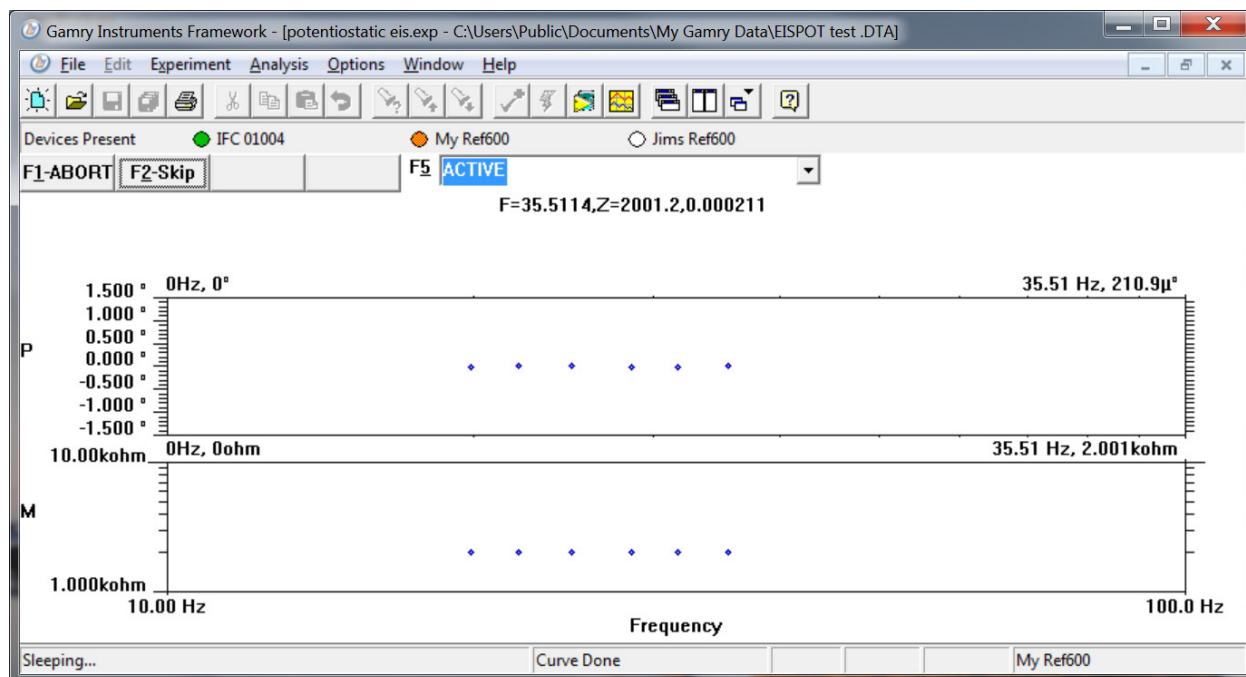 Gamry Instruments Framework - [potentiostatic eis.exp - C:\Users\Public\Documents\My Gamry Data\EISPOT test .DTA]
File Edit Experiment Analysis Options Window Help
Devices Present IFC 01004 My Ref600 Jims Ref600
F1-ABORT F2-Skip F5 ACTIVE
F=35.5114,Z=2001.2,0.000211
0Hz, 0° 35.51 Hz, 210.9µ°
1.500 °
1.000 °
0.500 °
P
0.000 °
-0.500 °
-1.000 °
-1.500 °
0Hz, 0ohm 35.51 Hz, 2.001kohm
10.00kohm
M
1.000kohm
10.00 Hz 100.0 Hz
Frequency
Sleeping... Curve Done My Ref600